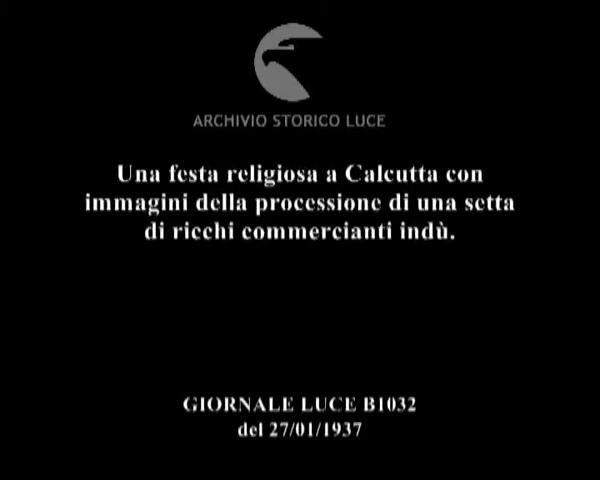 ARCHIVIO STORICO LUCE
Una festa religiosa a Calcutta con
immagini della processione di una setta
di ricchi commercianti indù.
GIORNALE LUCE B1032
del 27/01/1937